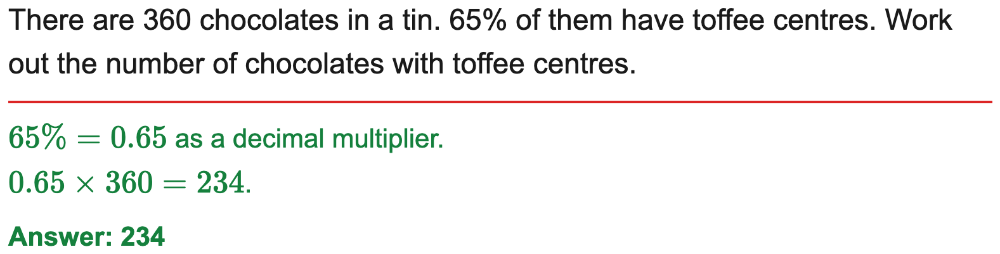 There are 360 chocolates in a tin. 65% of them have toffee centres. Work
out the number of chocolates with toffee centres.
65% = 0.65 as a decimal multiplier.
0.65 × 360 = 234.
Answer: 234